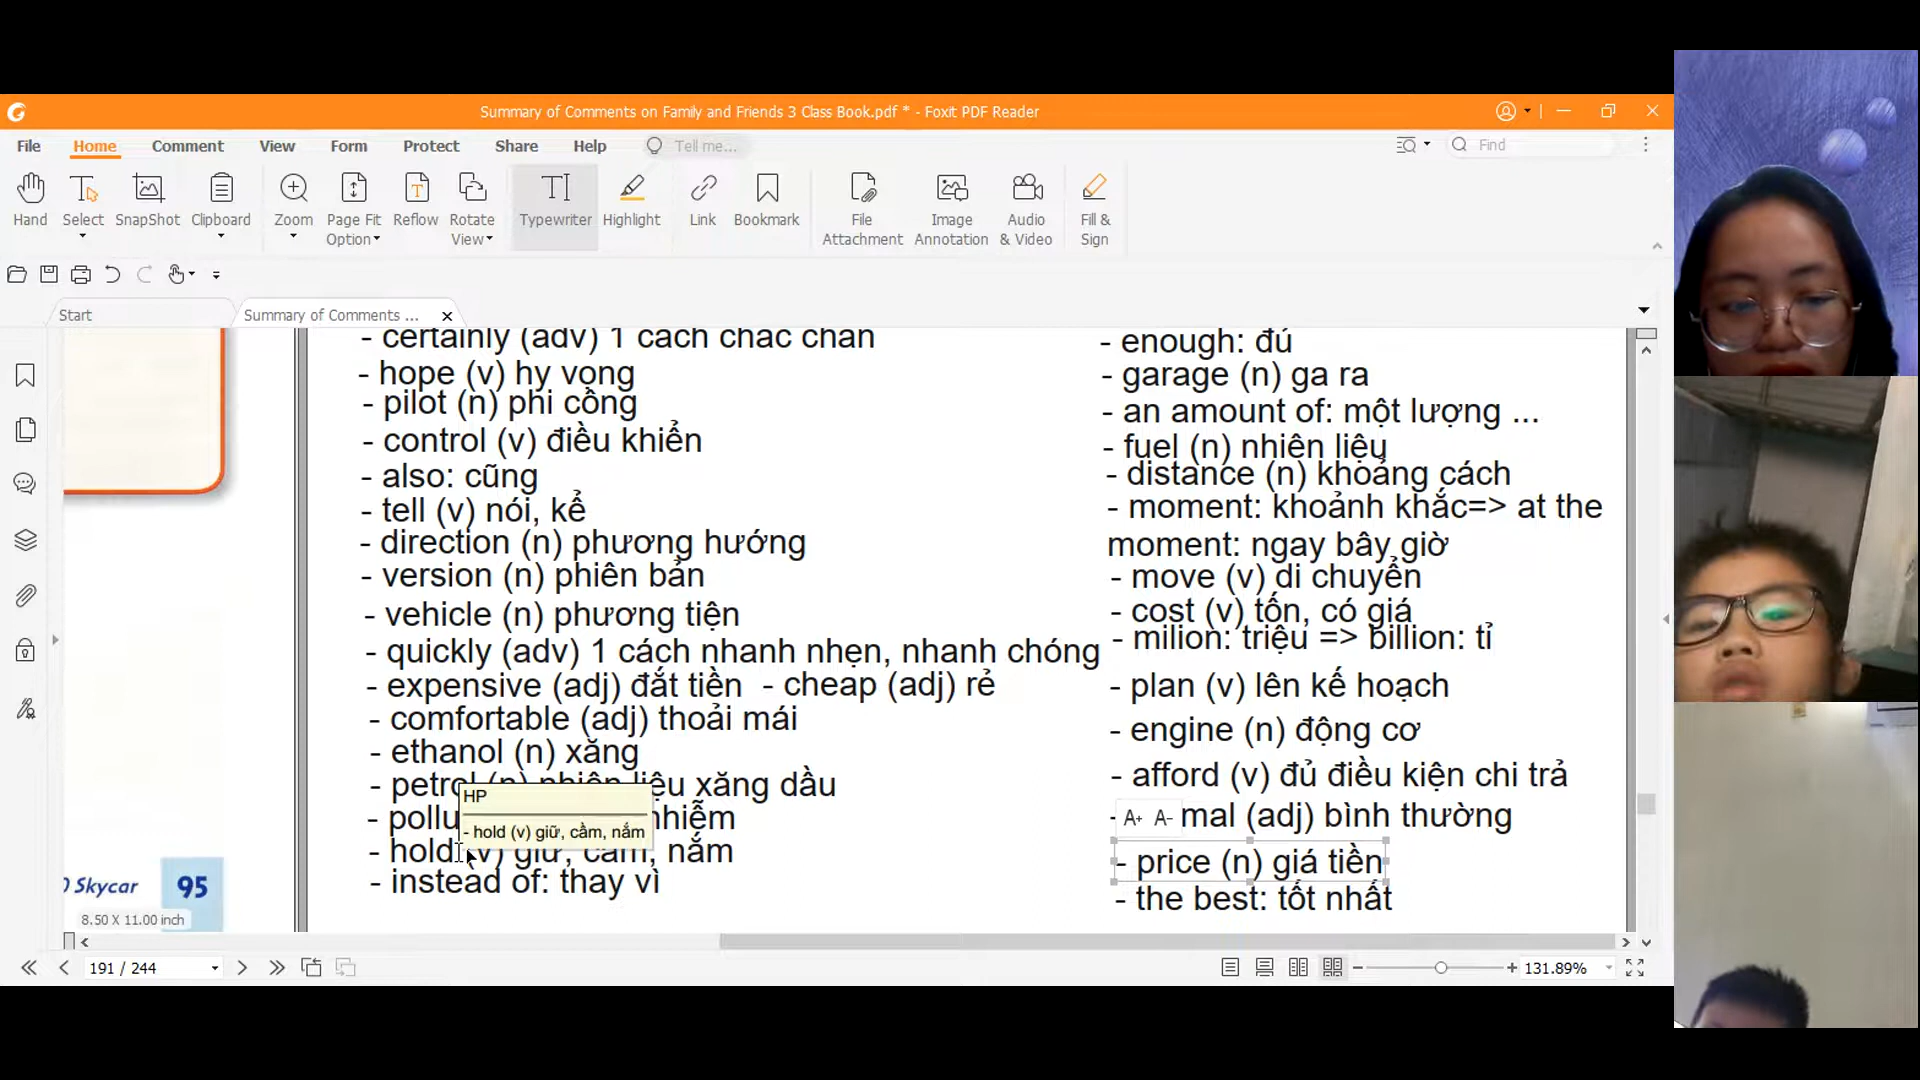 Summary of Comments on Family and Friends 3 Class Book.pdf * - Foxit PDF Reader
File Home Comment View Form Protect Share Help Tell me... Find
Hand Select SnapShot Clipboard Zoom Page Fit Option Reflow Rotate View Typewriter Highlight Link Bookmark File Attachment Image Annotation Audio & Video Fill & Sign
Start Summary of Comments ...
- certainly (adv) 1 cách chắc chắn
- hope (v) hy vọng
- pilot (n) phi công
- control (v) điều khiển
- also: cũng
- tell (v) nói, kể
- direction (n) phương hướng
- version (n) phiên bản
- vehicle (n) phương tiện
- quickly (adv) 1 cách nhanh nhẹn, nhanh chóng
- expensive (adj) đắt tiền - cheap (adj) rẻ
- comfortable (adj) thoải mái
- ethanol (n) xăng
- petrol (n) nhiên liệu xăng dầu
- pollu nhiễm
HP
- hold (v) giữ, cầm, nắm
- hold (v) giữ, cầm, nắm
- instead of: thay vì
- enough: đủ
- garage (n) ga ra
- an amount of: một lượng ...
- fuel (n) nhiên liệu
- distance (n) khoảng cách
- moment: khoảnh khắc=> at the
moment: ngay bây giờ
- move (v) di chuyển
- cost (v) tốn, có giá
- milion: triệu => billion: tỉ
- plan (v) lên kế hoạch
- engine (n) động cơ
- afford (v) đủ điều kiện chi trả
- A+ A- mal (adj) bình thường
- price (n) giá tiền
- the best: tốt nhất
Skycar 95
8.50 X 11.00 inch
191 / 244 131.89%